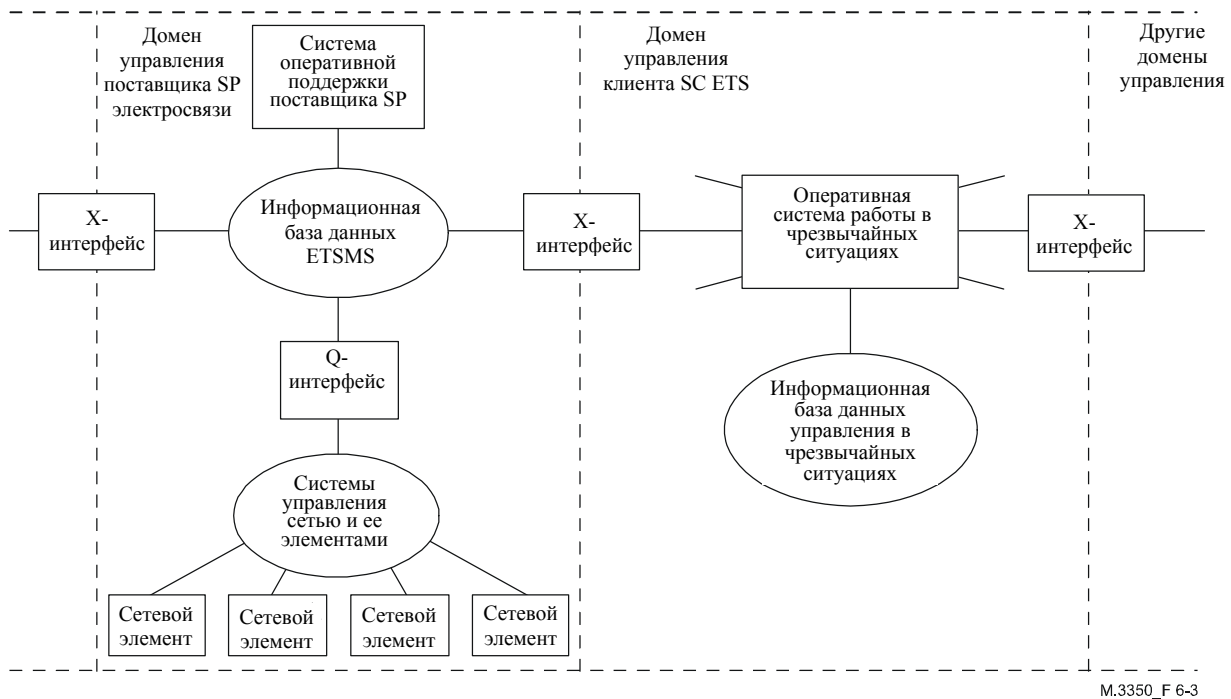 Домен
управления
поставщика SP
электросвязи
Система
оперативной
поддержки
поставщика SP
Домен
управления
клиента SC ETS
Другие
домены
управления
X-
интерфейс
Информационная
база данных
ETSMS
X-
интерфейс
Оперативная
система работы в
чрезвычайных
ситуациях
X-
интерфейс
Q-
интерфейс
Информационная
база данных
управления в
чрезвычайных
ситуациях
Системы
управления
сетью и ее
элементами
Сетевой
элемент
Сетевой
элемент
Сетевой
элемент
Сетевой
элемент
M.3350_F 6-3